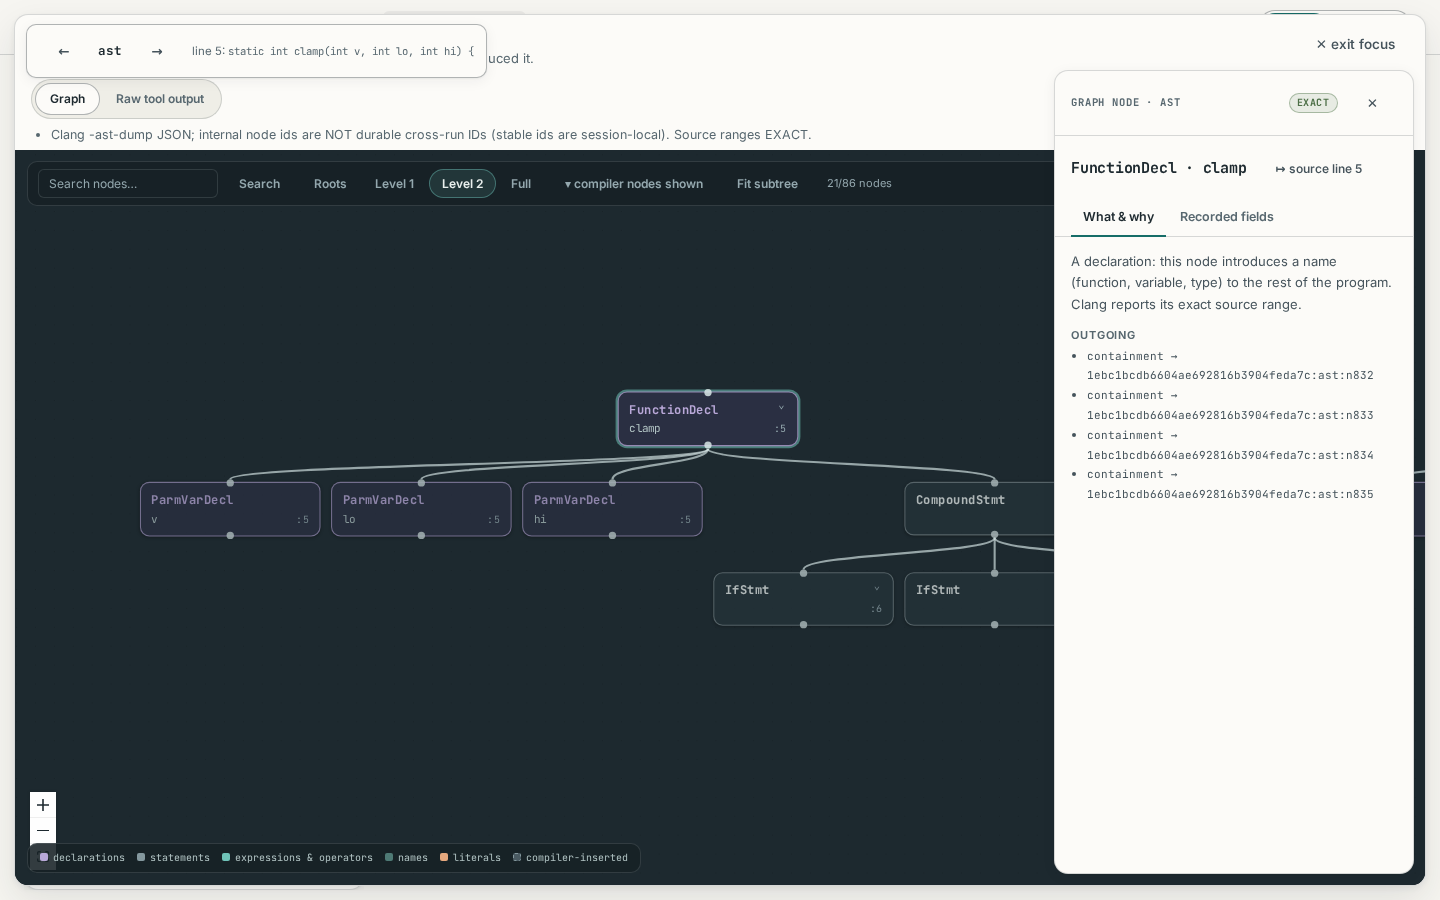 ← ast → line 5: static int clamp(int v, int lo, int hi) {
uced it.
× exit focus
Graph Raw tool output
• Clang -ast-dump JSON; internal node ids are NOT durable cross-run IDs (stable ids are session-local). Source ranges EXACT.
Search nodes... Search Roots Level 1 Level 2 Full ▾ compiler nodes shown Fit subtree 21/86 nodes
FunctionDecl
clamp :5
ParmVarDecl
v :5
ParmVarDecl
lo :5
ParmVarDecl
hi :5
CompoundStmt
IfStmt
:6
IfStmt
+
−
declarations statements expressions & operators names literals compiler-inserted
GRAPH NODE · AST EXACT ×
FunctionDecl · clamp ↦ source line 5
What & why Recorded fields
A declaration: this node introduces a name
(function, variable, type) to the rest of the program.
Clang reports its exact source range.
OUTGOING
• containment →
1ebc1bcdb6604ae692816b3904feda7c:ast:n832
• containment →
1ebc1bcdb6604ae692816b3904feda7c:ast:n833
• containment →
1ebc1bcdb6604ae692816b3904feda7c:ast:n834
• containment →
1ebc1bcdb6604ae692816b3904feda7c:ast:n835